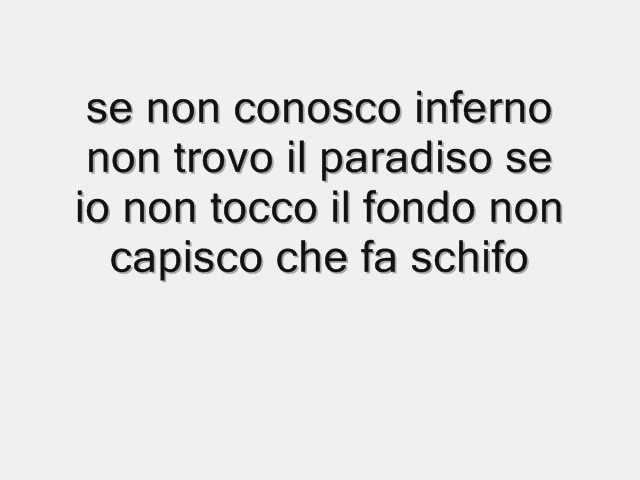 se non conosco inferno
non trovo il paradiso se
io non tocco il fondo non
capisco che fa schifo